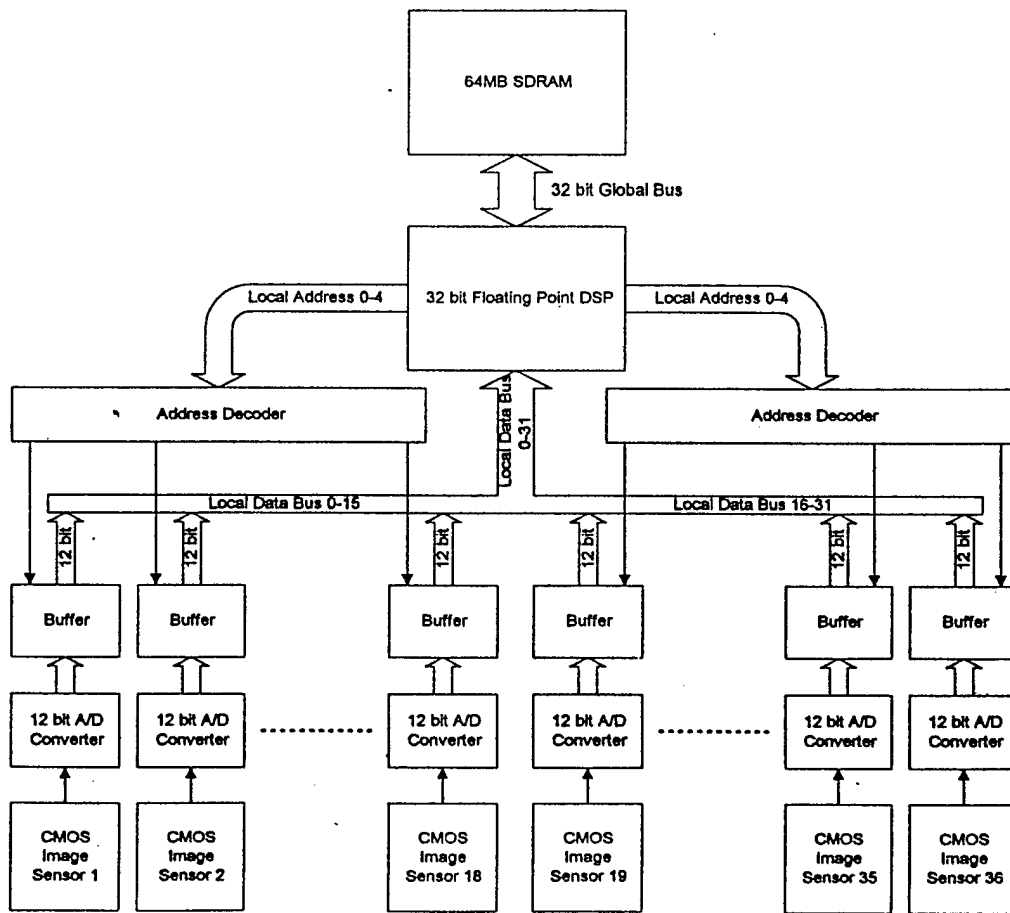 64MB SDRAM
32 bit Global Bus
Local Address 0-4
32 bit Floating Point DSP
Local Address 0-4
Address Decoder
Local Data Bus
0-31
Address Decoder
Local Data Bus 0-15
Local Data Bus 16-31
12 bit
12 bit
12 bit
12 bit
12 bit
12 bit
Buffer
Buffer
Buffer
Buffer
Buffer
Buffer
12 bit A/D
Converter
12 bit A/D
Converter
12 bit A/D
Converter
12 bit A/D
Converter
12 bit A/D
Converter
12 bit A/D
Converter
CMOS
Image
Sensor 1
CMOS
Image
Sensor 2
CMOS
Image
Sensor 18
CMOS
Image
Sensor 19
CMOS
Image
Sensor 35
CMOS
Image
Sensor 36